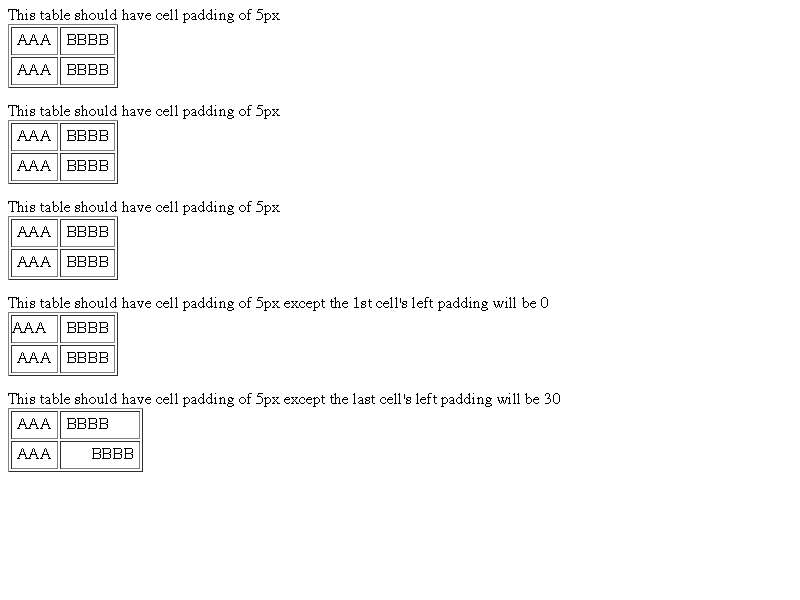 This table should have cell padding of 5px
AAA BBBB
AAA BBBB
This table should have cell padding of 5px
AAA BBBB
AAA BBBB
This table should have cell padding of 5px
AAA BBBB
AAA BBBB
This table should have cell padding of 5px except the 1st cell's left padding will be 0
AAA BBBB
AAA BBBB
This table should have cell padding of 5px except the last cell's left padding will be 30
AAA BBBB
AAA BBBB